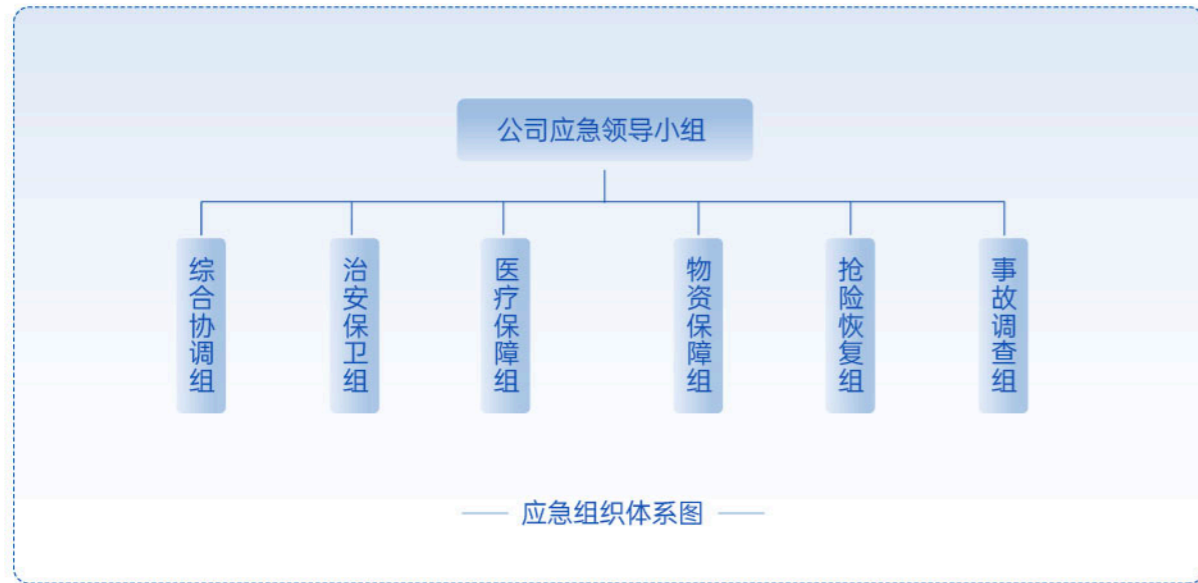 公司应急领导小组
综合协调组
治安保卫组
医疗保障组
物资保障组
抢险恢复组
事故调查组
应急组织体系图